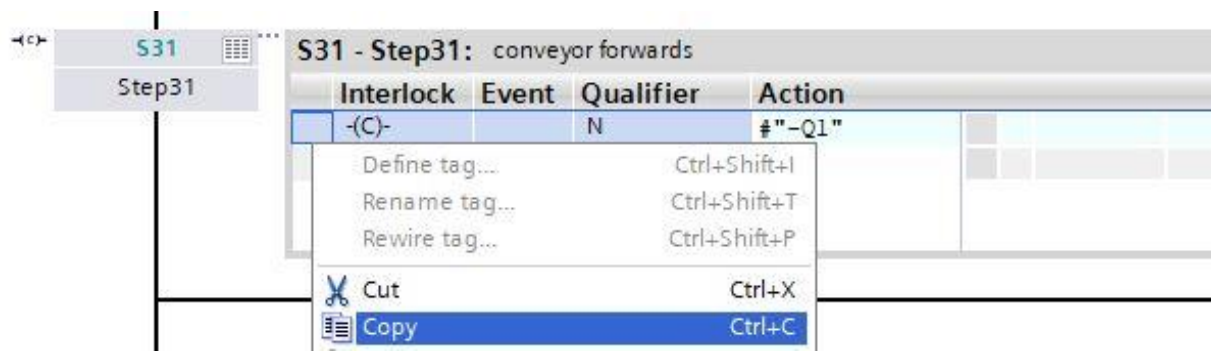 -(c)-
S31
Step31
S31 - Step31: conveyor forwards
Interlock Event Qualifier Action
-(C)- N #"-Q1"
Define tag... Ctrl+Shift+I
Rename tag... Ctrl+Shift+T
Rewire tag... Ctrl+Shift+P
Cut Ctrl+X
Copy Ctrl+C